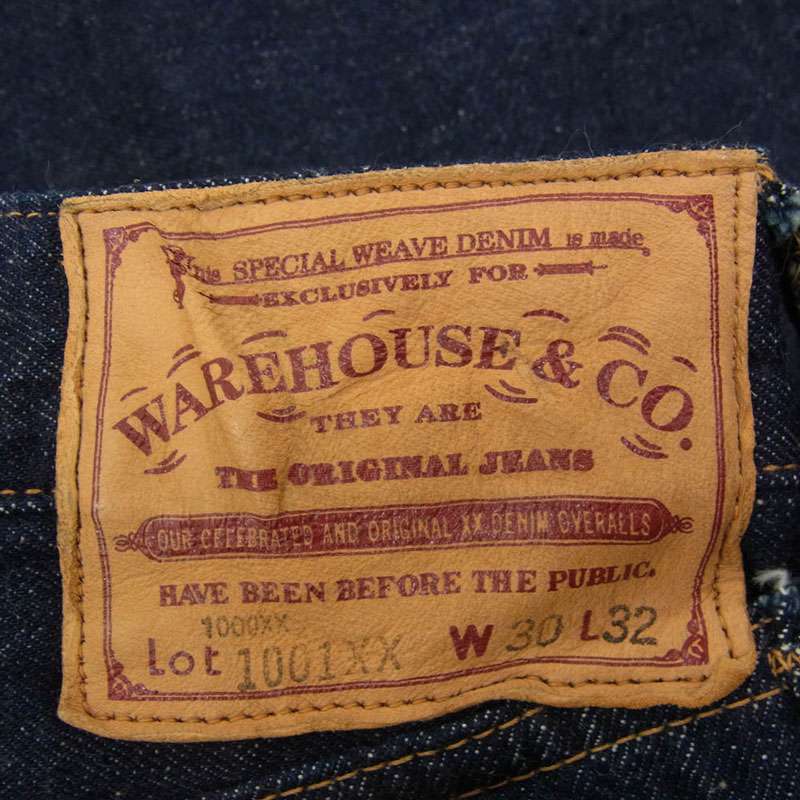 This SPECIAL WEAVE DENIM is made
EXCLUSIVELY FOR
WAREHOUSE & CO.
THEY ARE
THE ORIGINAL JEANS
OUR CELEBRATED AND ORIGINAL XX DENIM OVERALLS
HAVE BEEN BEFORE THE PUBLIC.
1000XX
Lot 1001XX W 30 L 32